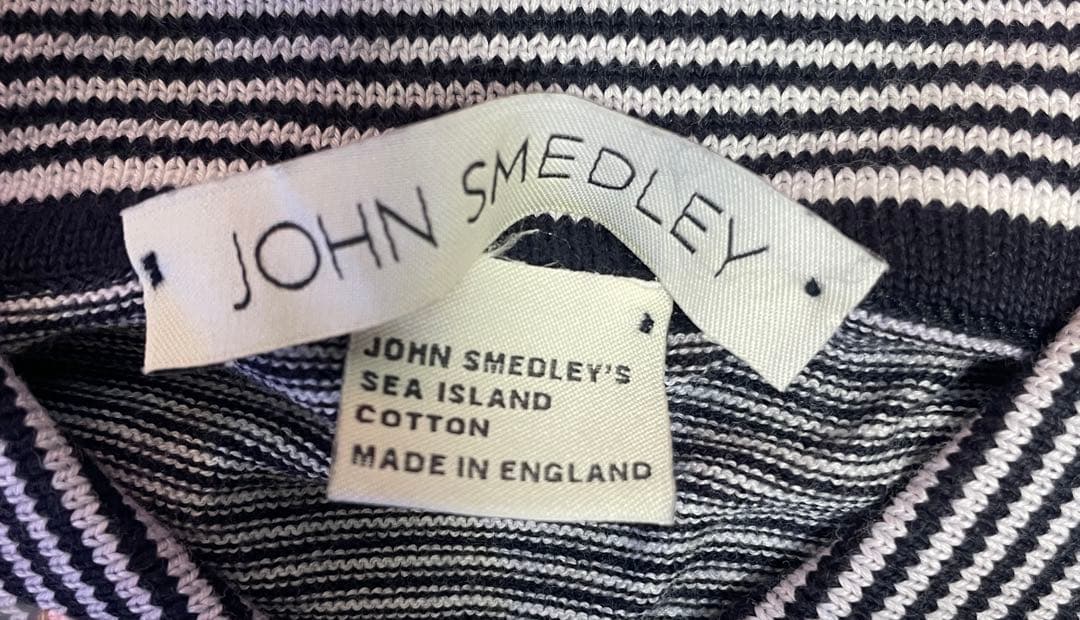 JOHN SMEDLEY
JOHN SMEDLEY'S
SEA ISLAND
COTTON
MADE IN ENGLAND